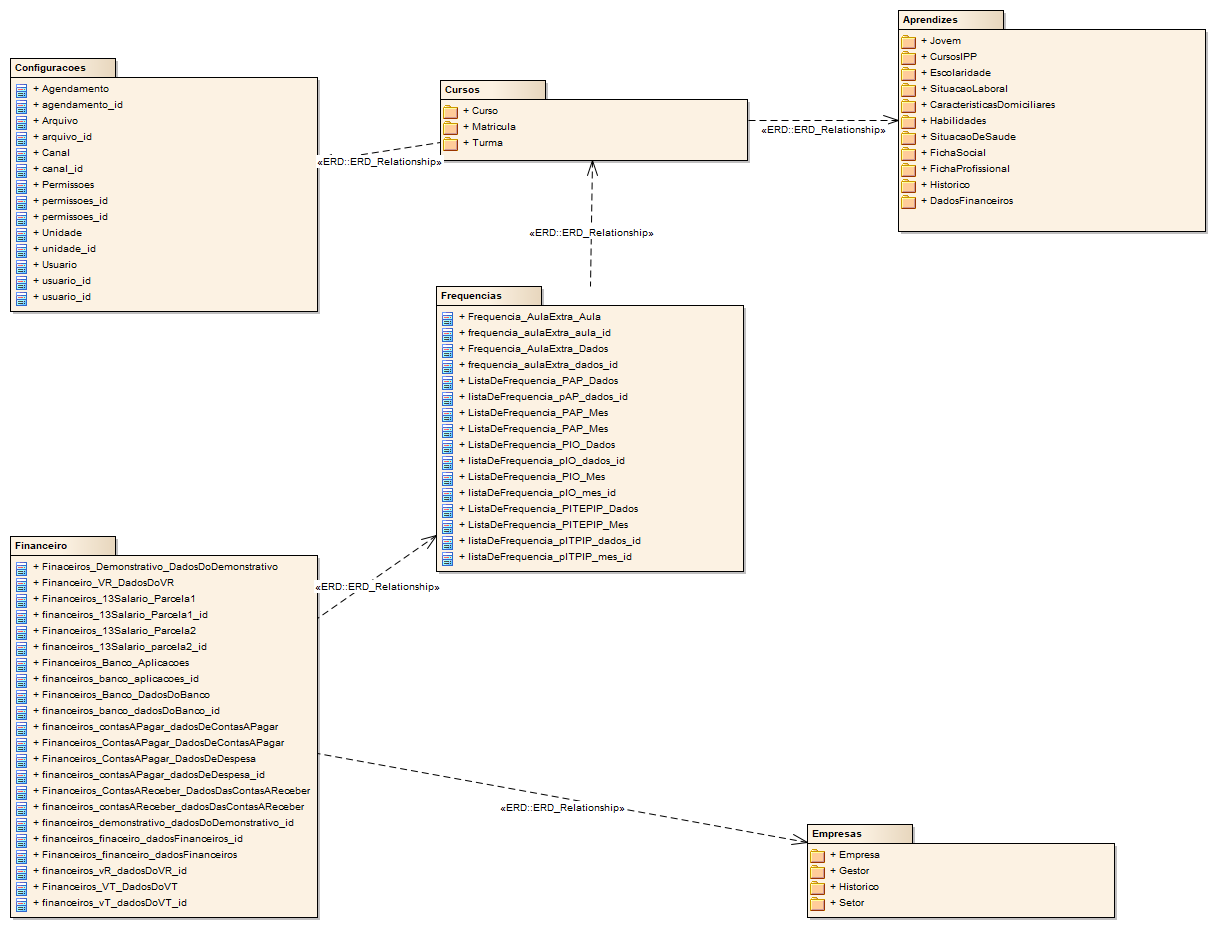 Configuracoes
+ Agendamento
+ agendamento_id
+ Arquivo
+ arquivo_id
+ Canal
+ canal_id
+ Permissoes
+ permissoes_id
+ permissoes_id
+ Unidade
+ unidade_id
+ Usuario
+ usuario_id
+ usuario_id
«ERD::ERD_Relationship»
Cursos
+ Curso
+ Matricula
+ Turma
«ERD::ERD_Relationship»
Aprendizes
+ Jovem
+ CursosIPP
+ Escolaridade
+ SituacaoLaboral
+ CaracteristicasDomiciliares
+ Habilidades
+ SituacaoDeSaude
+ FichaSocial
+ FichaProfissional
+ Historico
+ DadosFinanceiros
«ERD::ERD_Relationship»
Frequencias
+ Frequencia_AulaExtra_Aula
+ frequencia_aulaExtra_aula_id
+ Frequencia_AulaExtra_Dados
+ frequencia_aulaExtra_dados_id
+ ListaDeFrequencia_PAP_Dados
+ listaDeFrequencia_pAP_dados_id
+ ListaDeFrequencia_PAP_Mes
+ ListaDeFrequencia_PAP_Mes
+ ListaDeFrequencia_PIO_Dados
+ listaDeFrequencia_pIO_dados_id
+ ListaDeFrequencia_PIO_Mes
+ listaDeFrequencia_pIO_mes_id
+ ListaDeFrequencia_PITEPIP_Dados
+ ListaDeFrequencia_PITEPIP_Mes
+ listaDeFrequencia_pITPIP_dados_id
+ listaDeFrequencia_pITPIP_mes_id
Financeiro
+ Finaceiros_Demonstrativo_DadosDoDemonstrativo
+ Financeiro_VR_DadosDoVR
+ Financeiros_13Salario_Parcela1
+ financeiros_13Salario_Parcela1_id
+ Financeiros_13Salario_Parcela2
+ financeiros_13Salario_parcela2_id
+ Financeiros_Banco_Aplicacoes
+ financeiros_banco_aplicacoes_id
+ Financeiros_Banco_DadosDoBanco
+ financeiros_banco_dadosDoBanco_id
+ financeiros_contasAPagar_dadosDeContasAPagar
+ Financeiros_ContasAPagar_DadosDeContasAPagar
+ Financeiros_ContasAPagar_DadosDeDespesa
+ financeiros_contasAPagar_dadosDeDespesa_id
+ Financeiros_ContasAReceber_DadosDasContasAReceber
+ financeiros_contasAReceber_dadosDasContasAReceber
+ financeiros_demonstrativo_dadosDoDemonstrativo_id
+ financeiros_finaceiro_dadosFinanceiros_id
+ Financeiros_financeiro_dadosFinanceiros
+ financeiros_vR_dadosDoVR_id
+ Financeiros_VT_DadosDoVT
+ financeiros_vT_dadosDoVT_id
«ERD::ERD_Relationship»
«ERD::ERD_Relationship»
Empresas
+ Empresa
+ Gestor
+ Historico
+ Setor